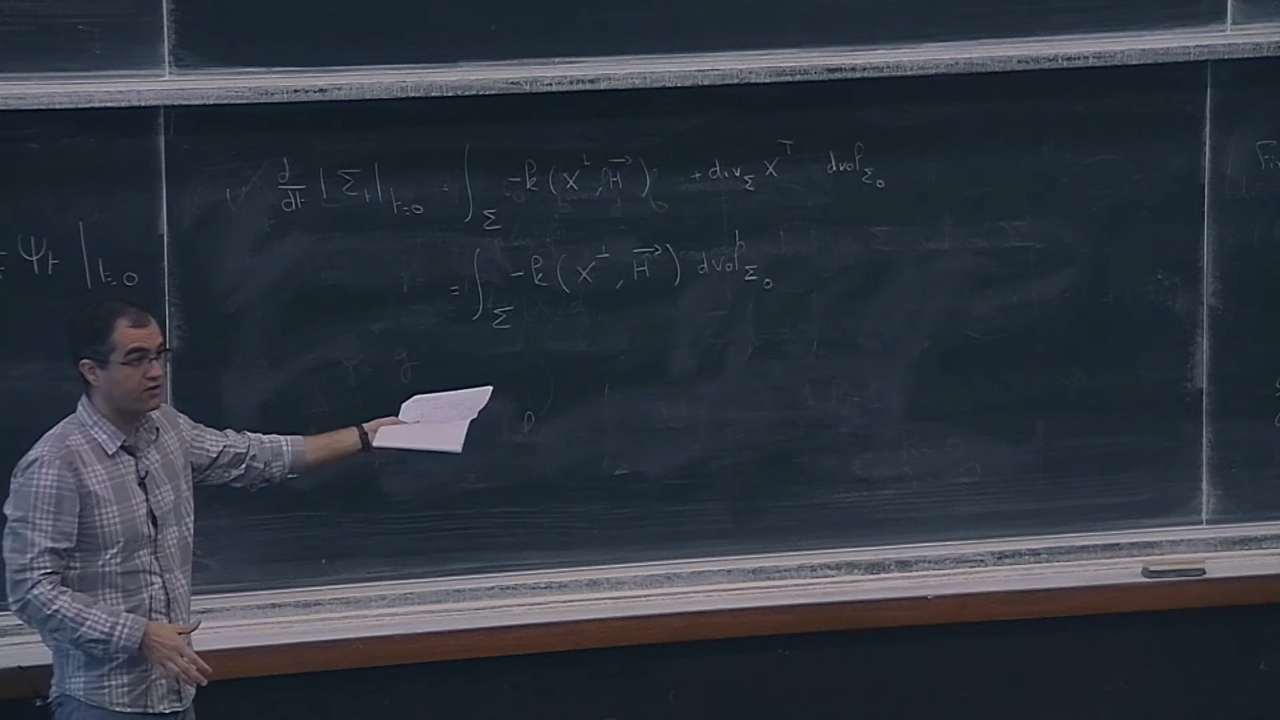 d/dt |Σ_t| |_{t=0} = ∫_Σ -k(X^⊥, H⃗) + div_Σ X^T dvol_{Σ_0}
= ∫_Σ -k(X^⊥, H⃗) dvol_{Σ_0}
Ψ_t |_{t=0}